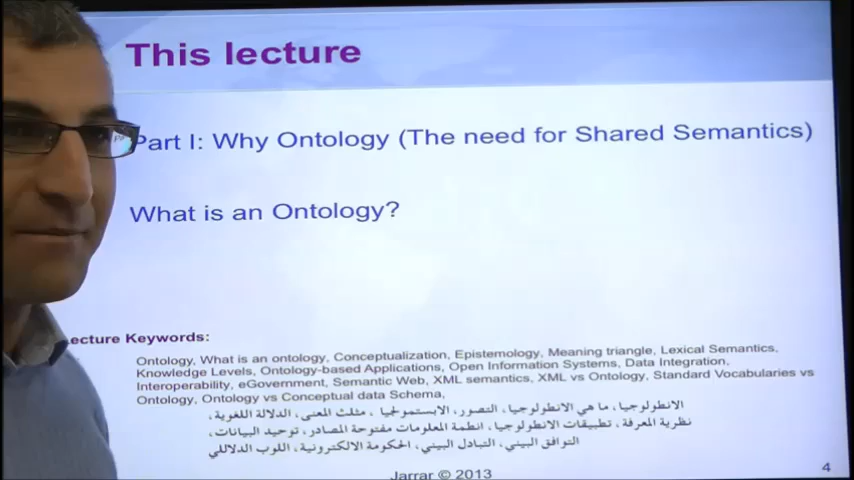 This lecture
Part I: Why Ontology (The need for Shared Semantics)
What is an Ontology?
Lecture Keywords:
Ontology, What is an ontology, Conceptualization, Epistemology, Meaning triangle, Lexical Semantics,
Knowledge Levels, Ontology-based Applications, Open Information Systems, Data Integration,
Interoperability, eGovernment, Semantic Web, XML semantics, XML vs Ontology, Standard Vocabularies vs
Ontology, Ontology vs Conceptual data Schema,
الانطولوجيا، ما هي الانطولوجيا، التصور، الابستمولجيا ، مثلث المعنى، الدلالة اللغوية،
نظرية المعرفة، تطبيقات الانطولوجيا، انظمة المعلومات مفتوحة المصادر، توحيد البيانات،
التوافق البيني، التبادل البيني، الحكومة الالكترونية، اللوب الدلاللي
Jarrar © 2013
4